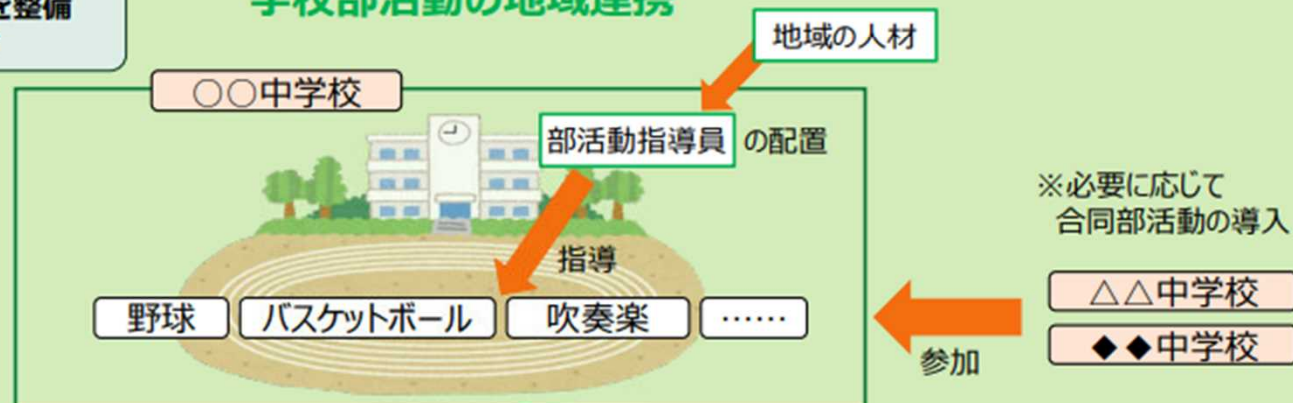 を整備
学校部活動の地域連携
地域の人材
○○中学校
部活動指導員 の配置
※必要に応じて
合同部活動の導入
指導
野球 バスケットボール 吹奏楽 ……
△△中学校
◆◆中学校
参加